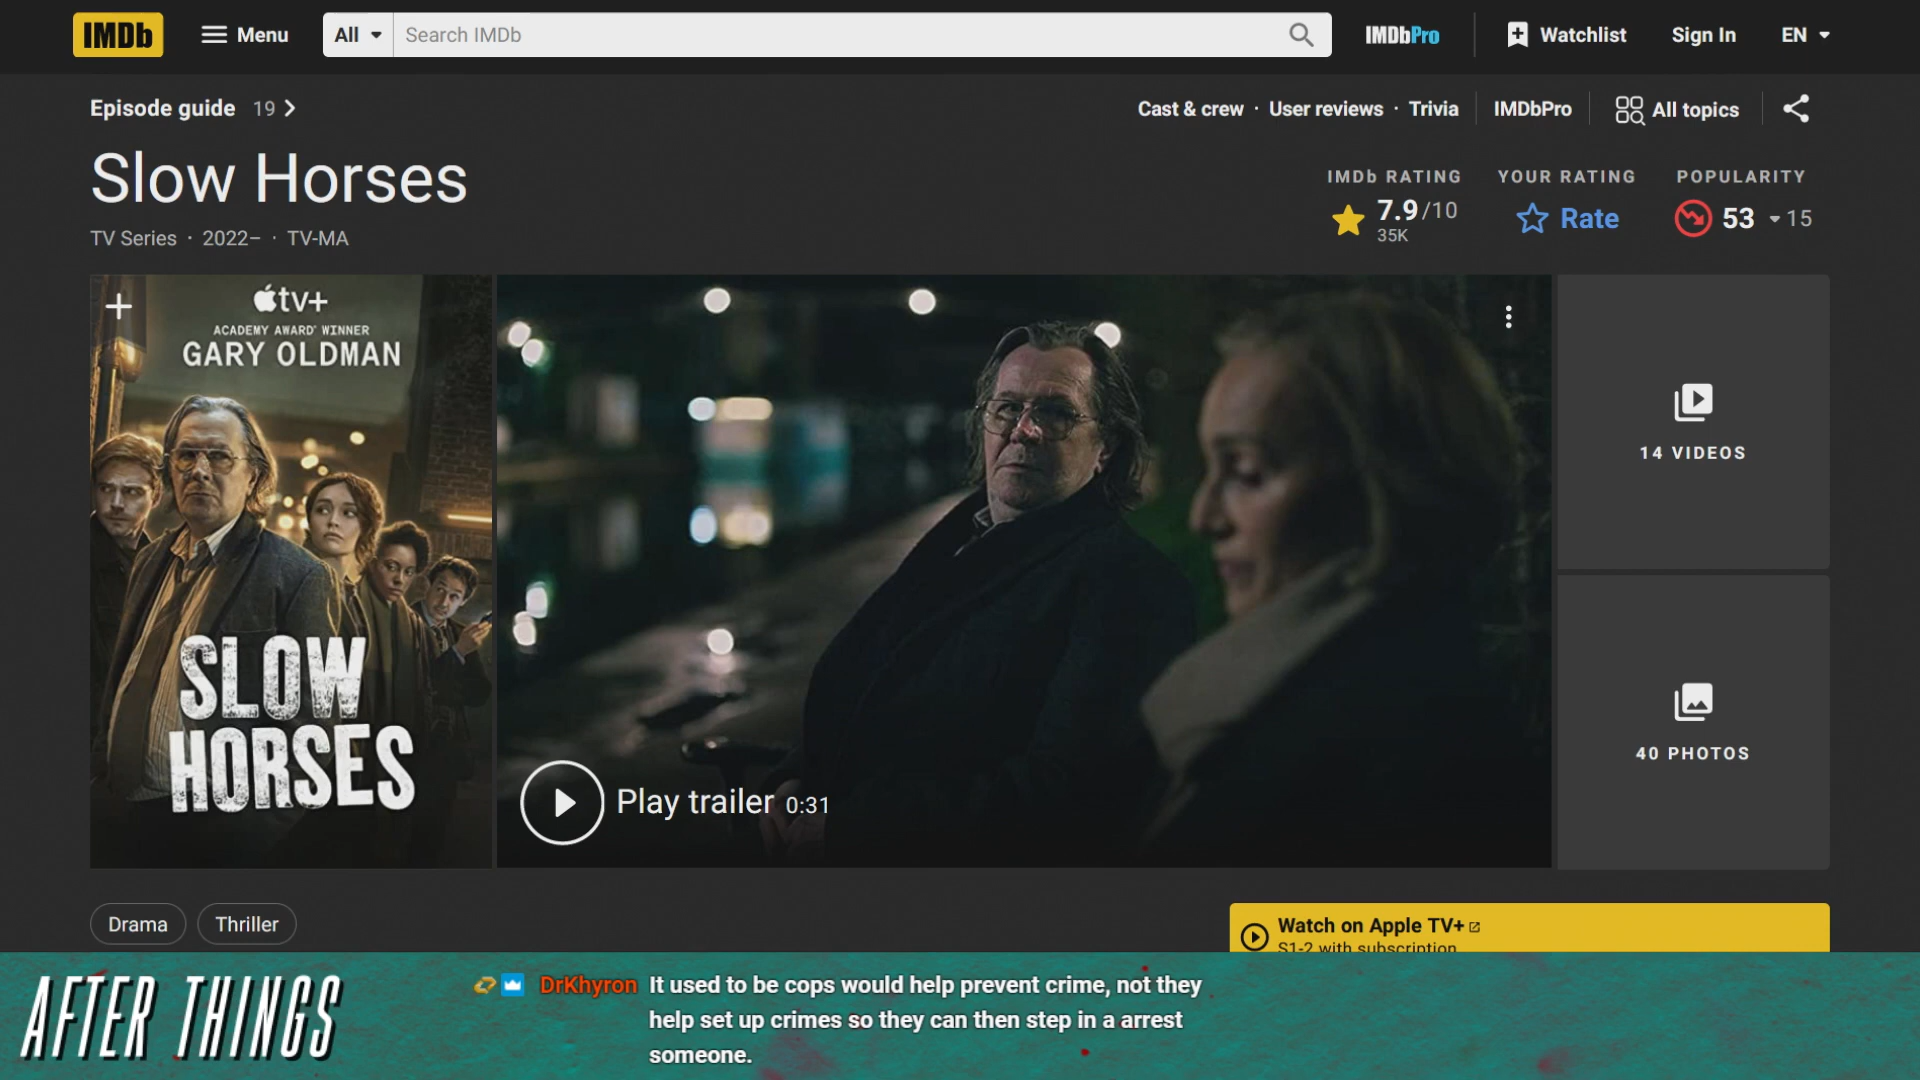 IMDb
Menu
All
Search IMDb
IMDbPro
Watchlist
Sign In
EN
Episode guide 19
Cast & crew · User reviews · Trivia
IMDbPro
All topics
Slow Horses
TV Series · 2022– · TV-MA
IMDb RATING
7.9/10
35K
YOUR RATING
Rate
POPULARITY
53
15
tv+
ACADEMY AWARD® WINNER
GARY OLDMAN
SLOW
HORSES
Play trailer 0:31
14 VIDEOS
40 PHOTOS
Drama
Thriller
Watch on Apple TV+
S1-2 with subscription
AFTER THINGS
DrKhyron It used to be cops would help prevent crime, not they
help set up crimes so they can then step in a arrest
someone.